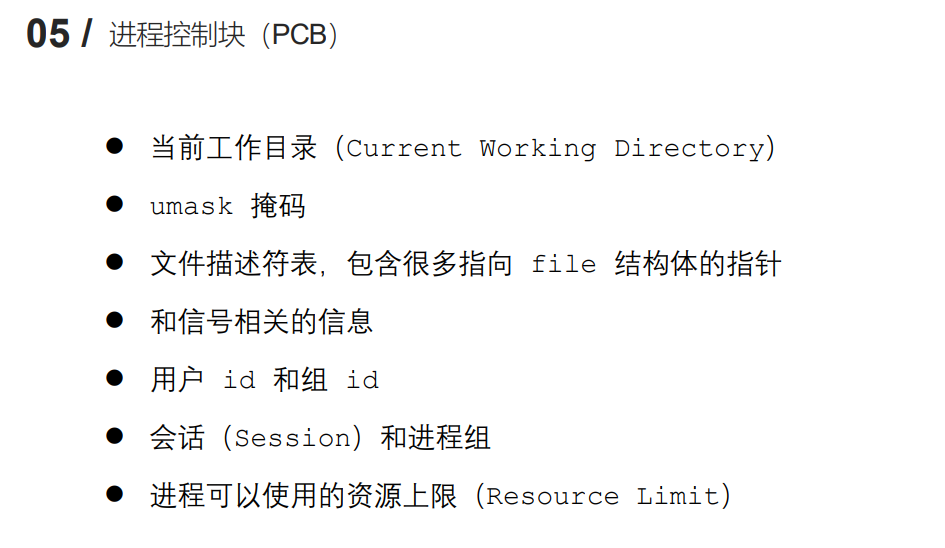 05 / 进程控制块（PCB）
● 当前工作目录（Current Working Directory）
● umask 掩码
● 文件描述符表，包含很多指向 file 结构体的指针
● 和信号相关的信息
● 用户 id 和组 id
● 会话（Session）和进程组
● 进程可以使用的资源上限（Resource Limit）